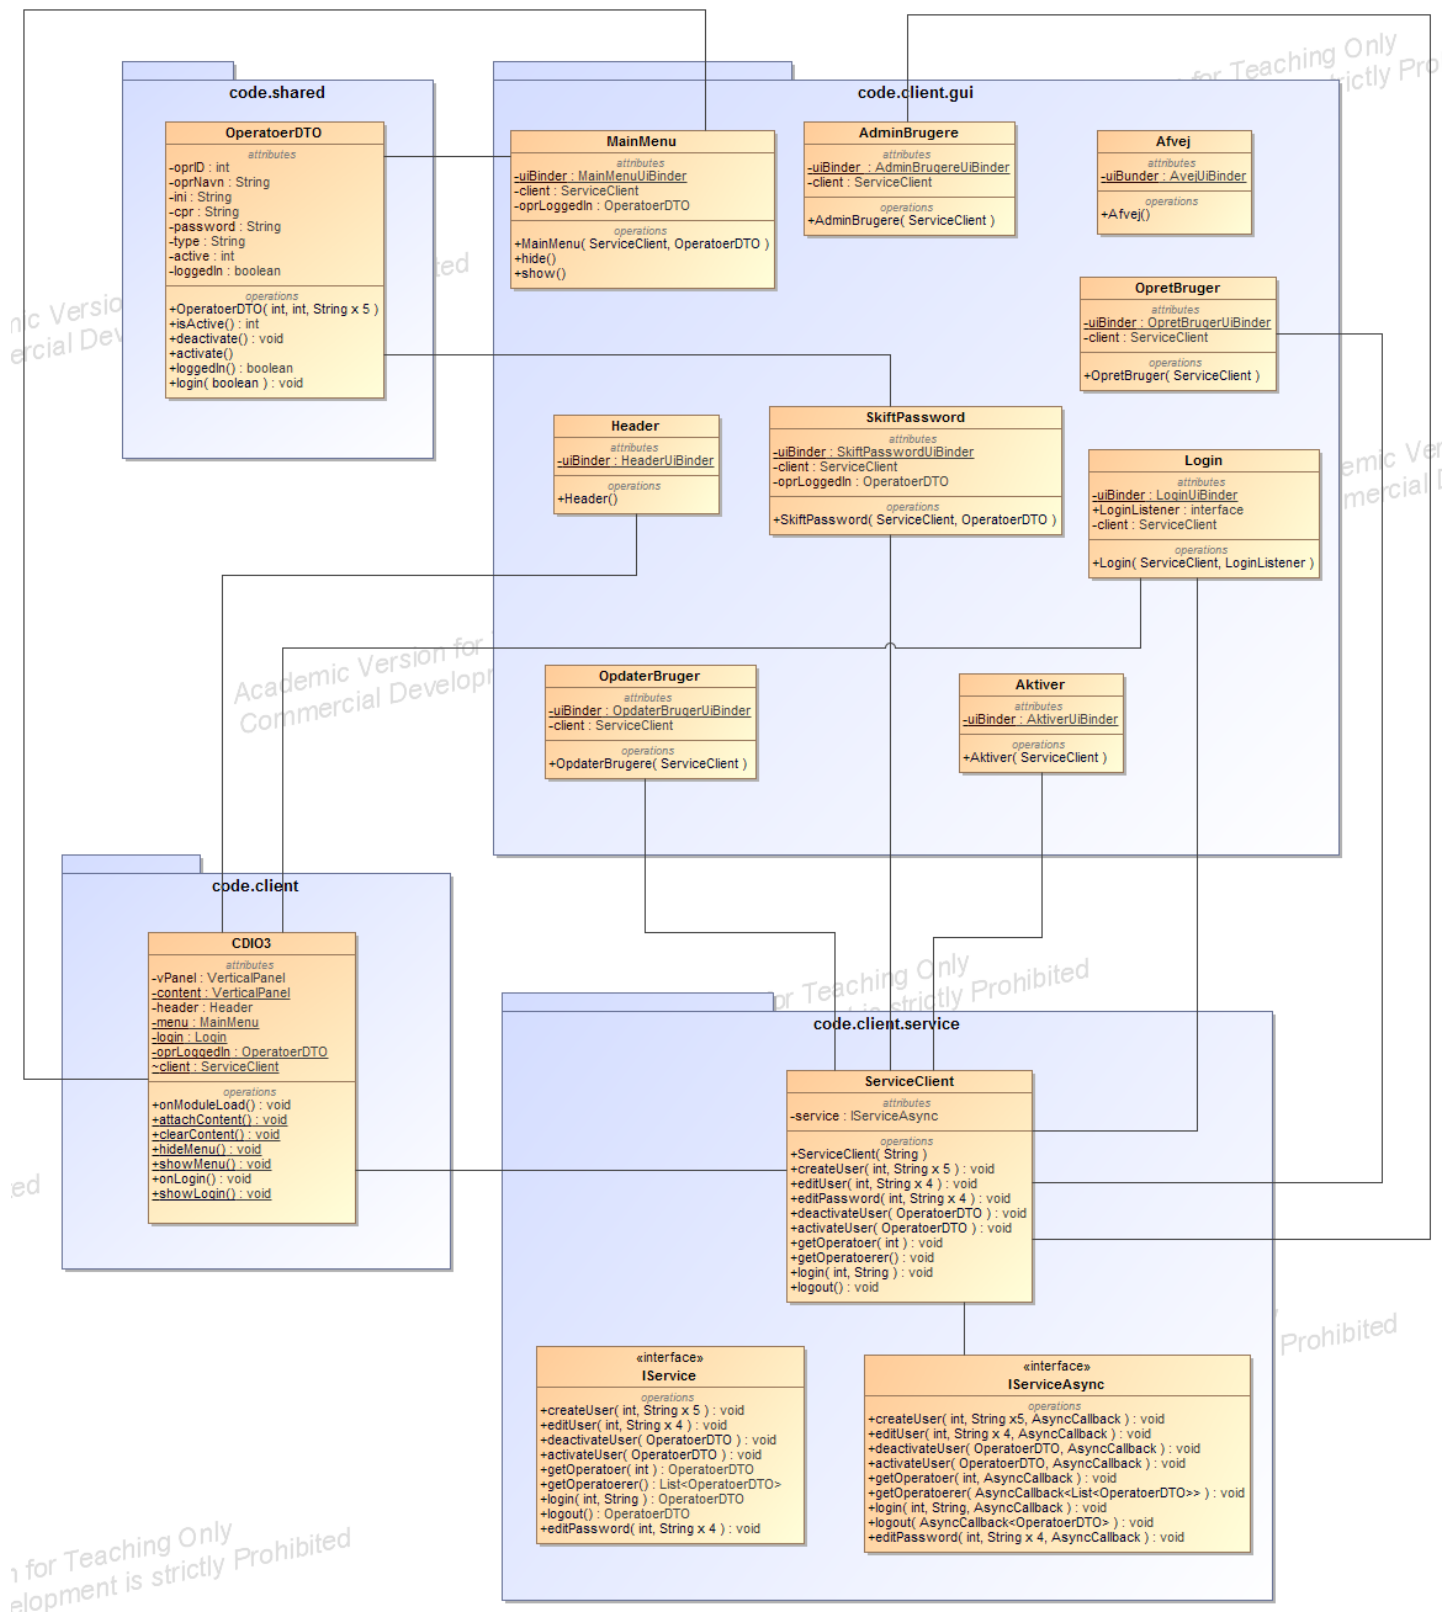 code.shared
OperatoerDTO
attributes
-oprID : int
-oprNavn : String
-ini : String
-cpr : String
-password : String
-type : String
-active : int
-loggedIn : boolean
operations
+OperatoerDTO( int, int, String x 5 )
+isActive() : int
+deactivate() : void
+activate()
+loggedIn() : boolean
+login( boolean ) : void
code.client.gui
MainMenu
attributes
-uiBinder : MainMenuUiBinder
-client : ServiceClient
-oprLoggedIn : OperatoerDTO
operations
+MainMenu( ServiceClient, OperatoerDTO )
+hide()
+show()
AdminBrugere
attributes
-uiBinder : AdminBrugereUiBinder
-client : ServiceClient
operations
+AdminBrugere( ServiceClient )
Afvej
attributes
-uiBunder : AvejUiBinder
operations
+Afvej()
OpretBruger
attributes
-uiBinder : OpretBrugerUiBinder
-client : ServiceClient
operations
+OpretBruger( ServiceClient )
Header
attributes
-uiBinder : HeaderUiBinder
operations
+Header()
SkiftPassword
attributes
-uiBinder : SkiftPasswordUiBinder
-client : ServiceClient
-oprLoggedIn : OperatoerDTO
operations
+SkiftPassword( ServiceClient, OperatoerDTO )
Login
attributes
-uiBinder : LoginUiBinder
+LoginListener : interface
-client : ServiceClient
operations
+Login( ServiceClient, LoginListener )
OpdaterBruger
attributes
-uiBinder : OpdaterBrugerUiBinder
-client : ServiceClient
operations
+OpdaterBrugere( ServiceClient )
Aktiver
attributes
-uiBinder : AktiverUiBinder
operations
+Aktiver( ServiceClient )
code.client
CDIO3
attributes
-vPanel : VerticalPanel
-content : VerticalPanel
-header : Header
-menu : MainMenu
-login : Login
-oprLoggedIn : OperatoerDTO
~client : ServiceClient
operations
+onModuleLoad() : void
+attachContent() : void
+clearContent() : void
+hideMenu() : void
+showMenu() : void
+onLogin() : void
+showLogin() : void
code.client.service
ServiceClient
attributes
-service : IServiceAsync
operations
+ServiceClient( String )
+createUser( int, String x 5 ) : void
+editUser( int, String x 4 ) : void
+editPassword( int, String x 4 ) : void
+deactivateUser( OperatoerDTO ) : void
+activateUser( OperatoerDTO ) : void
+getOperatoer( int ) : void
+getOperatoerer() : void
+login( int, String ) : void
+logout() : void
«interface»
IService
operations
+createUser( int, String x 5 ) : void
+editUser( int, String x 4 ) : void
+deactivateUser( OperatoerDTO ) : void
+activateUser( OperatoerDTO ) : void
+getOperatoer( int ) : OperatoerDTO
+getOperatoerer() : List<OperatoerDTO>
+login( int, String ) : OperatoerDTO
+logout() : OperatoerDTO
+editPassword( int, String x 4 ) : void
«interface»
IServiceAsync
operations
+createUser( int, String x5, AsyncCallback ) : void
+editUser( int, String x 4, AsyncCallback ) : void
+deactivateUser( OperatoerDTO, AsyncCallback ) : void
+activateUser( OperatoerDTO, AsyncCallback ) : void
+getOperatoer( int, AsyncCallback ) : void
+getOperatoerer( AsyncCallback<List<OperatoerDTO>> ) : void
+login( int, String, AsyncCallback ) : void
+logout( AsyncCallback<OperatoerDTO> ) : void
+editPassword( int, String x 4, AsyncCallback ) : void
for Teaching Only
Academic Version for
Commercial
for Teaching Only
strictly Prohibited
Teaching Only
strictly Prohibited
Prohibited